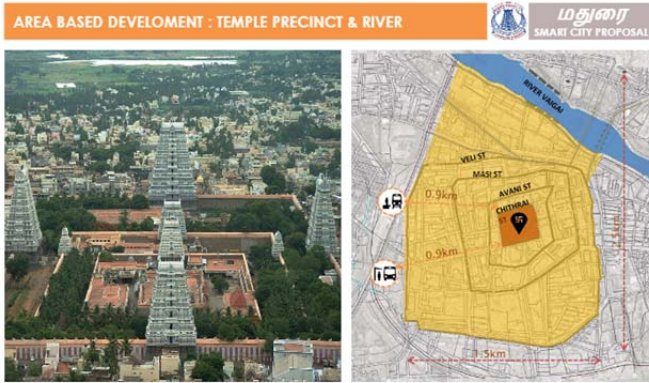 AREA BASED DEVELOMENT : TEMPLE PRECINCT & RIVER
மதுரை
SMART CITY PROPOSAL
RIVER VAIGAI
VELI ST
MASI ST
AVANI ST
CHITHRAI
ST
0.9km
0.9km
1.5km